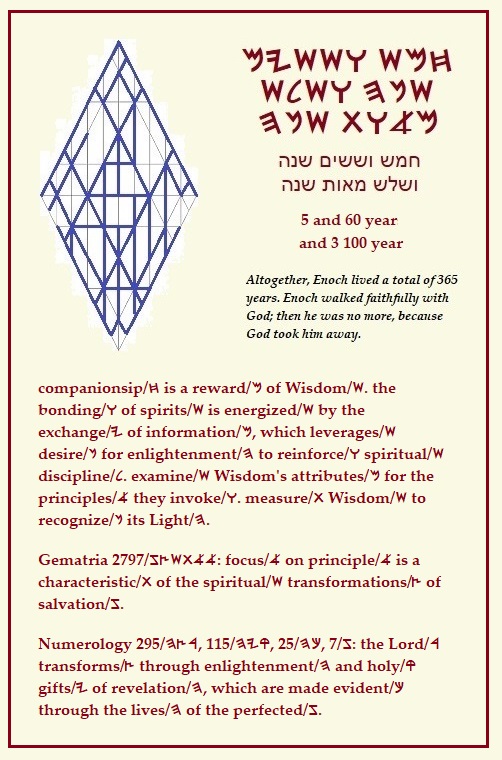 𐤇𐤌𐤔 𐤅𐤔𐤔𐤉𐤌
𐤔𐤍𐤄 𐤅𐤔𐤋𐤔
𐤌𐤀𐤅𐤕 𐤔𐤍𐤄
חמש וששים שנה
ושלש מאות שנה
5 and 60 year
and 3 100 year
Altogether, Enoch lived a total of 365
years. Enoch walked faithfully with
God; then he was no more, because
God took him away.
companionsip/𐤇 is a reward/𐤌 of Wisdom/𐤔. the
bonding/𐤅 of spirits/𐤔 is energized/𐤔 by the
exchange/𐤉 of information/𐤌, which leverages/𐤔
desire/𐤍 for enlightenment/𐤄 to reinforce/𐤅 spiritual/𐤔
discipline/𐤋. examine/𐤔 Wisdom's attributes/𐤌 for the
principles/𐤀 they invoke/𐤅. measure/𐤕 Wisdom/𐤔 to
recognize/𐤍 its Light/𐤄.
Gematria 2797/𐤀𐤀𐤕𐤔𐤑𐤆: focus/𐤀 on principle/𐤀 is a
characteristic/𐤕 of the spiritual/𐤔 transformations/𐤑 of
salvation/𐤆.
Numerology 295/𐤓𐤑𐤄, 115/𐤒𐤉𐤄, 25/𐤊𐤄, 7/𐤆: the Lord/𐤓
transforms/𐤑 through enlightenment/𐤄 and holy/𐤒
gifts/𐤉 of revelation/𐤄, which are made evident/𐤊
through the lives/𐤄 of the perfected/𐤆.